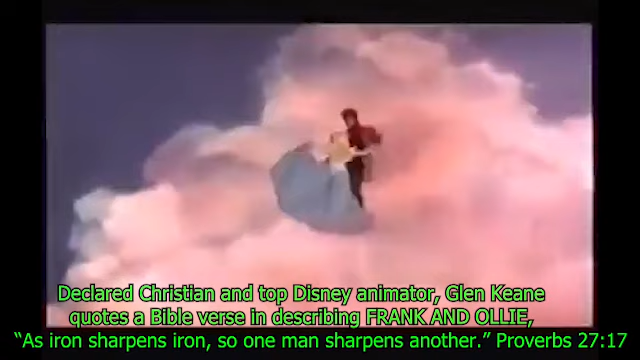 Declared Christian and top Disney animator, Glen Keane
quotes a Bible verse in describing FRANK AND OLLIE,
“As iron sharpens iron, so one man sharpens another.” Proverbs 27:17